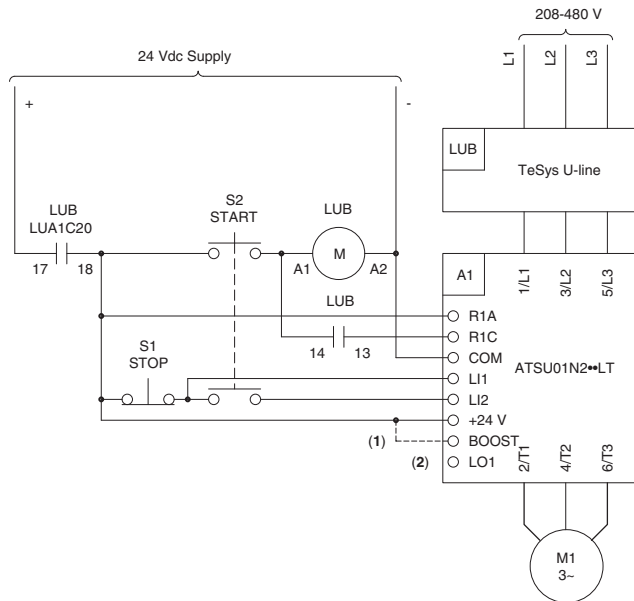 208-480 V
L1
L2
L3
24 Vdc Supply
+
-
LUB
TeSys U-line
LUB
LUA1C20
17
18
S2
START
LUB
M
A1
A2
A1
1/L1
3/L2
5/L3
R1A
LUB
14
13
R1C
COM
ATSU01N2••LT
S1
STOP
LI1
LI2
+24 V
(1)
BOOST
(2)
LO1
2/T1
4/T2
6/T3
M1
3~